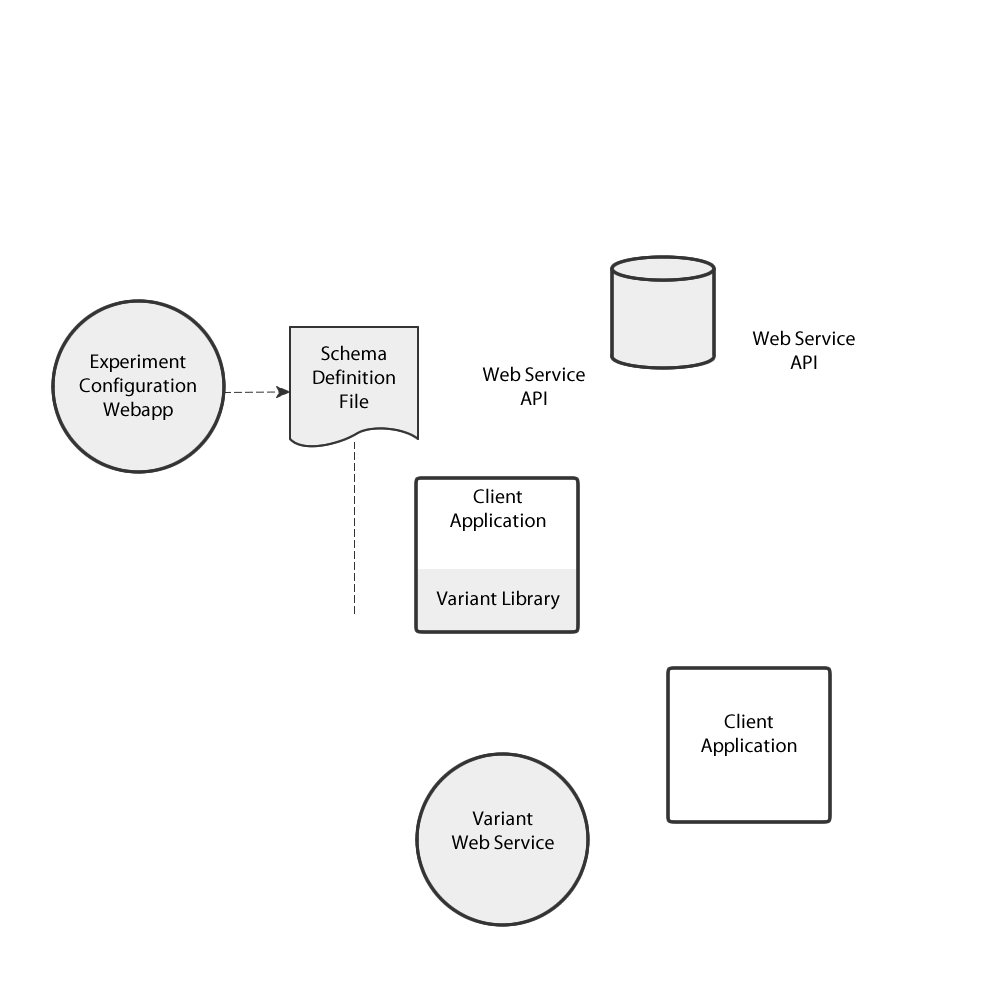 Experiment
Configuration
Webapp
Schema
Definition
File
Web Service
API
Web Service
API
Client
Application
Variant Library
Client
Application
Variant
Web Service